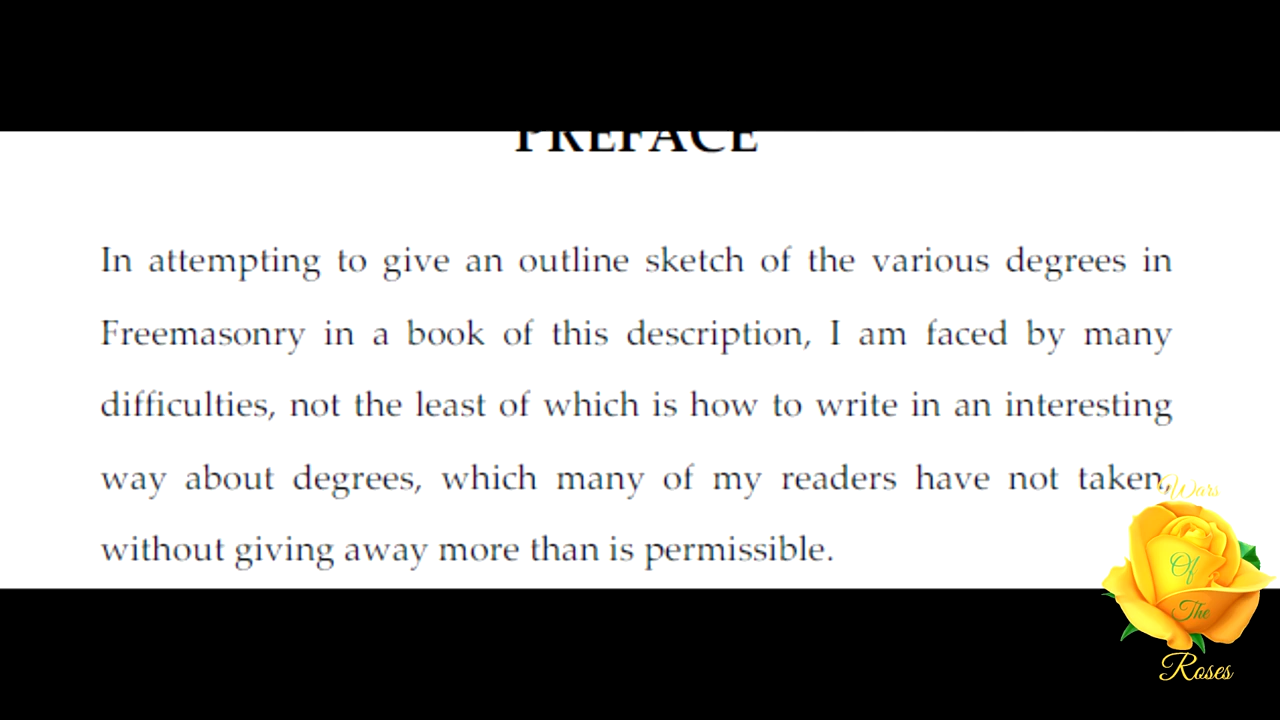 PREFACE
In attempting to give an outline sketch of the various degrees in
Freemasonry in a book of this description, I am faced by many
difficulties, not the least of which is how to write in an interesting
way about degrees, which many of my readers have not taken,
without giving away more than is permissible.
Wars
Of
The
Roses